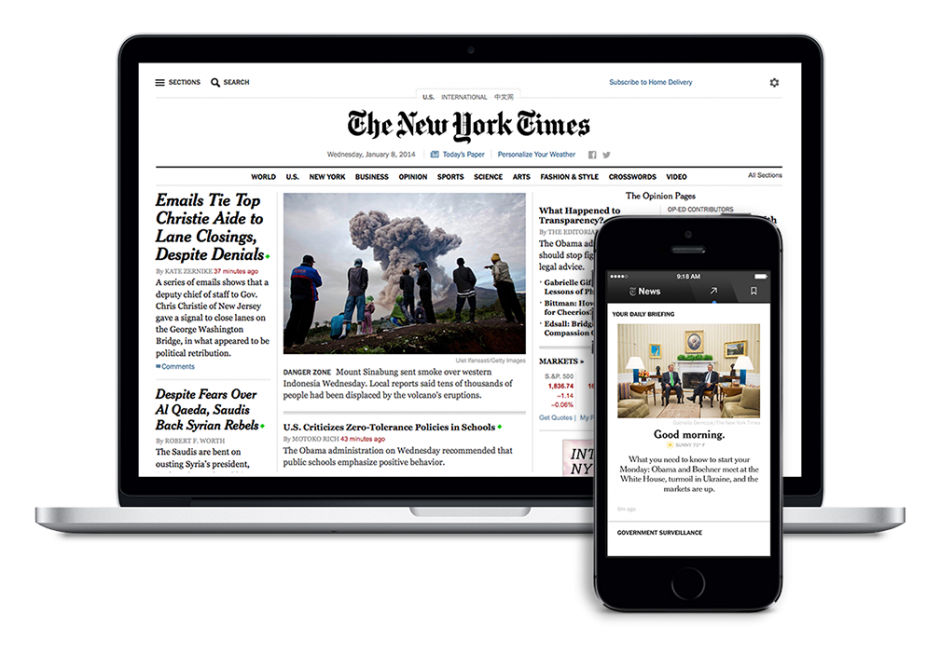 SECTIONS SEARCH
U.S. INTERNATIONAL 中文网
Subscribe to Home Delivery
The New York Times
Wednesday, January 8, 2014 Today's Paper Personalize Your Weather
WORLD U.S. NEW YORK BUSINESS OPINION SPORTS SCIENCE ARTS FASHION & STYLE CROSSWORDS VIDEO All Sections
Emails Tie Top
Christie Aide to
Lane Closings,
Despite Denials
By KATE ZERNIKE 37 minutes ago
A series of emails shows that a
deputy chief of staff to Gov.
Chris Christie of New Jersey
gave a signal to close lanes on
the George Washington
Bridge, in what appeared to be
political retribution.
Comments
Despite Fears Over
Al Qaeda, Saudis
Back Syrian Rebels
By ROBERT F. WORTH
The Saudis are bent on
ousting Syria's president,
Ulet Ifansasti/Getty Images
DANGER ZONE Mount Sinabung sent smoke over western
Indonesia Wednesday. Local reports said tens of thousands of
people had been displaced by the volcano's eruptions.
U.S. Criticizes Zero-Tolerance Policies in Schools
By MOTOKO RICH 43 minutes ago
The Obama administration on Wednesday recommended that
public schools emphasize positive behavior.
The Opinion Pages
What Happened to
Transparency?
By THE EDITORIA
The Obama ad
should stop fig
legal advice.
Gabrielle Gif
Lessons of Ph
Bittman: How
for Cheerios
Edsall: Bridg
Compassion
OP-ED CONTRIBUTORS
MARKETS »
S.&P. 500
1,836.74
–1.14
–0.06%
Get Quotes | My P
INT
NY
9:18 AM
News
YOUR DAILY BRIEFING
Good morning.
SUNNY
What you need to know to start your
Monday: Obama and Boehner meet at the
White House, turmoil in Ukraine, and the
markets are up.
6m ago
GOVERNMENT SURVEILLANCE